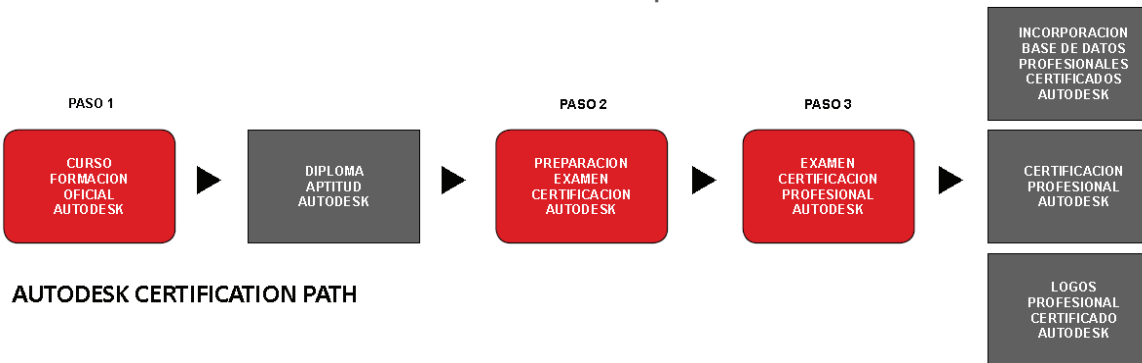 PASO 1
CURSO
FORMACION
OFICIAL
AUTODESK
DIPLOMA
APTITUD
AUTODESK
PASO 2
PREPARACION
EXAMEN
CERTIFICACION
AUTODESK
PASO 3
EXAMEN
CERTIFICACION
PROFESIONAL
AUTODESK
INCORPORACION
BASE DE DATOS
PROFESIONALES
CERTIFICADOS
AUTODESK
CERTIFICACION
PROFESIONAL
AUTODESK
LOGOS
PROFESIONAL
CERTIFICADO
AUTODESK
AUTODESK CERTIFICATION PATH